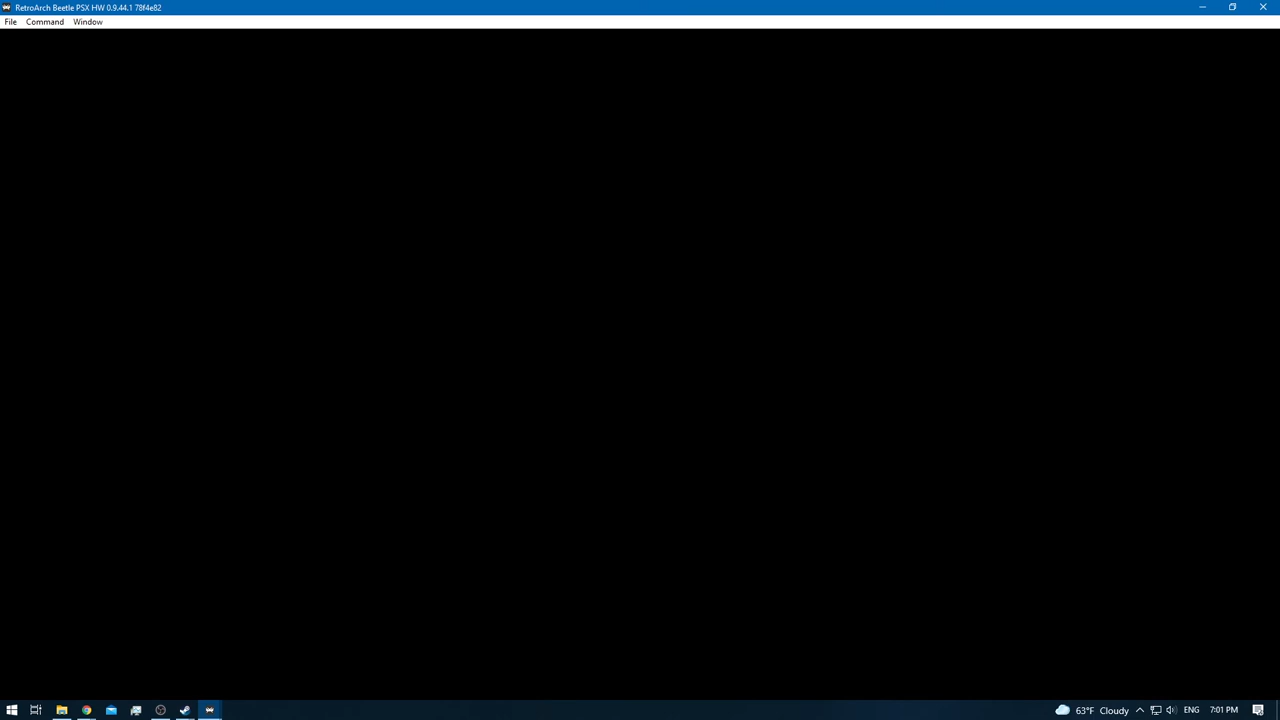 RetroArch Beetle PSX HW 0.9.44.1 78f4e82
File Command Window
63°F Cloudy ENG 7:01 PM